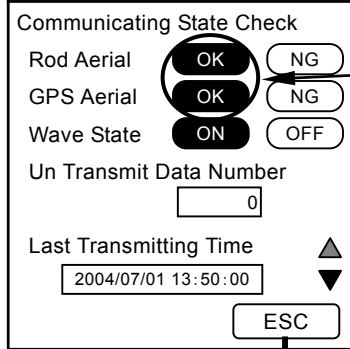 Communicating State Check
Rod Aerial OK NG
GPS Aerial OK NG
Wave State ON OFF
Un Transmit Data Number
0
Last Transmitting Time
2004/07/01 13:50:00
ESC